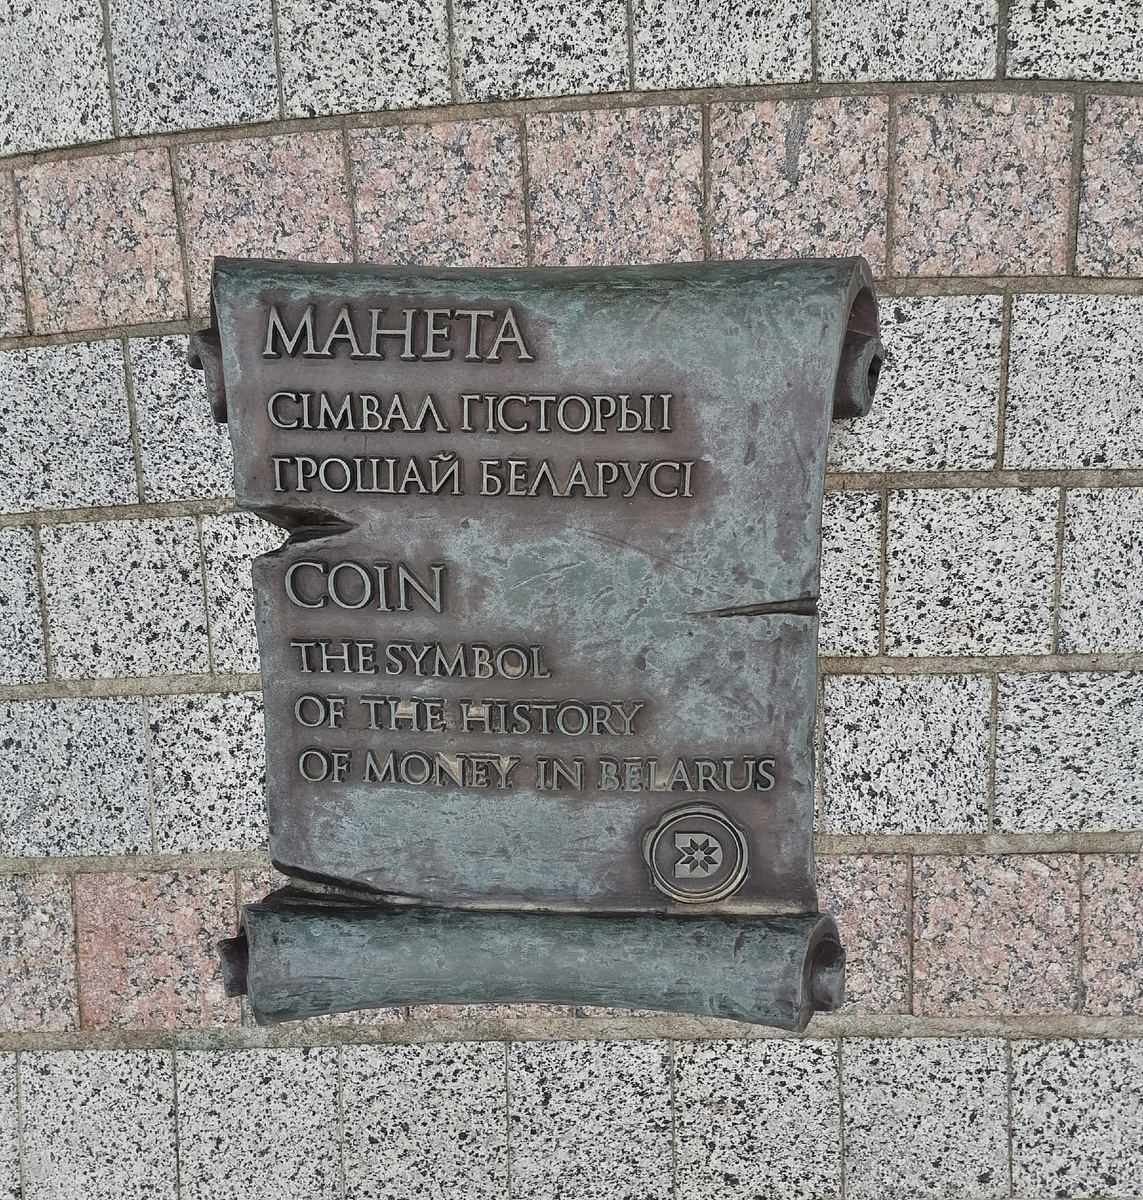 МАНЕТА
СІМВАЛ ГІСТОРЫІ
ГРОШАЙ БЕЛАРУСІ
COIN
THE SYMBOL
OF THE HISTORY
OF MONEY IN BELARUS